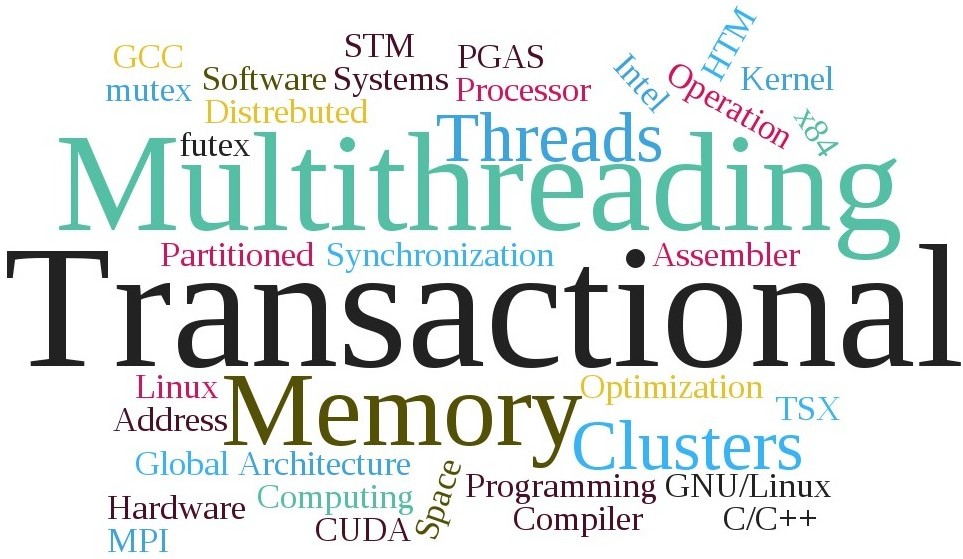 STM
HTM
GCC
PGAS
mutex
Software
Systems
Processor
Intel
Operation
Kernel
Distrebuted
x84
futex
Threads
Multithreading
Partitioned
Synchronization
Assembler
Transactional
Linux
Memory
Optimization
Address
TSX
Clusters
Global
Architecture
Space
Programming
GNU/Linux
Hardware
Computing
CUDA
Compiler
C/C++
MPI